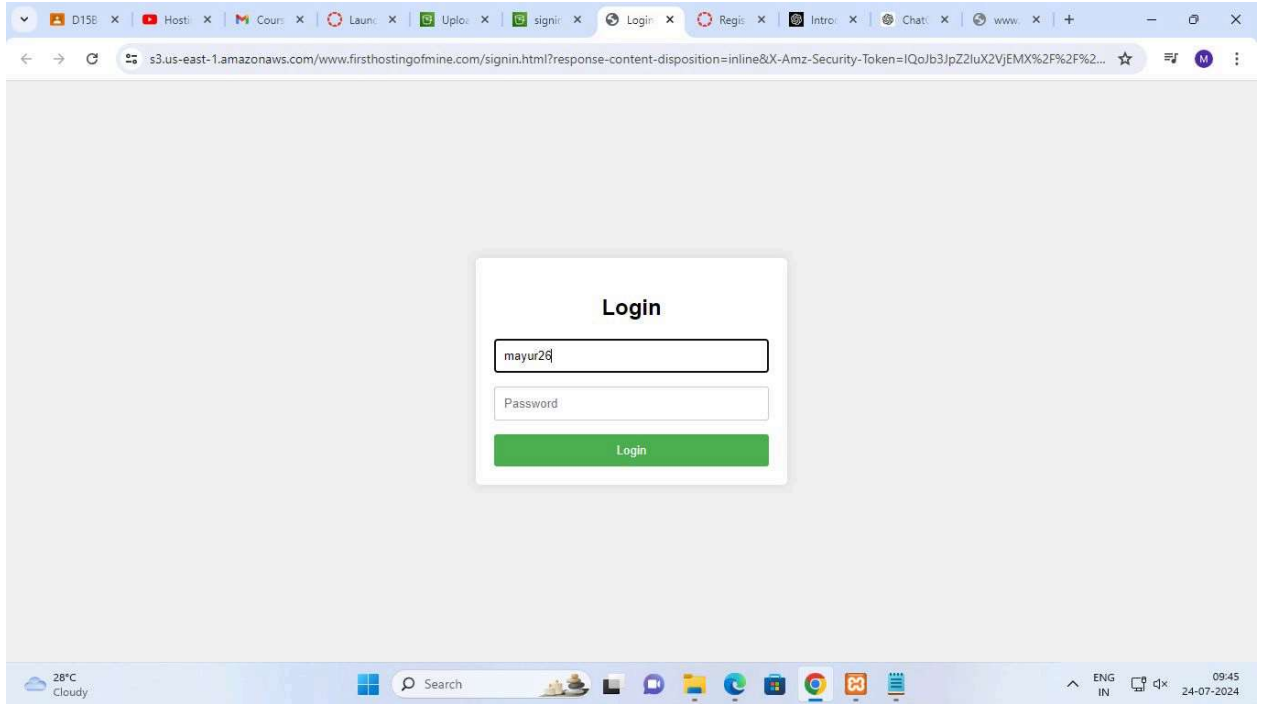 D15B
Hosti
Cours
Launc
Uploa
signin
Login
Regis
Introc
Chat
www.
s3.us-east-1.amazonaws.com/www.firsthostingofmine.com/signin.html?response-content-disposition=inline&X-Amz-Security-Token=IQoJb3JpZ2luX2VjEMX%2F%2F%2...
M
Login
mayur26
Password
Login
28°C
Cloudy
Search
ENG
IN
09:45
24-07-2024